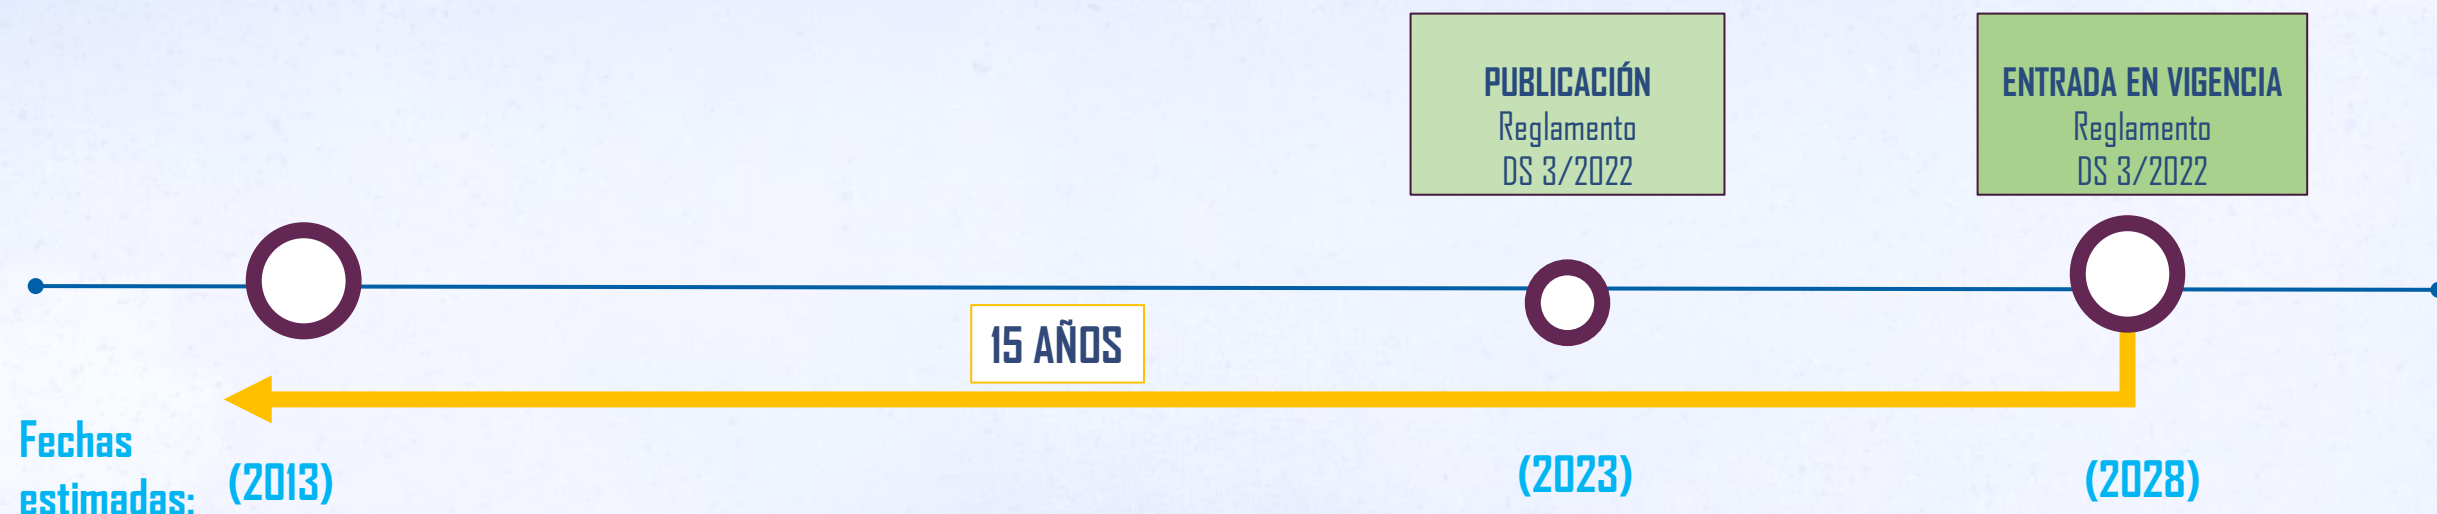 PUBLICACIÓN
Reglamento
DS 3/2022
ENTRADA EN VIGENCIA
Reglamento
DS 3/2022
15 AÑOS
Fechas
estimadas:
(2013)
(2023)
(2028)